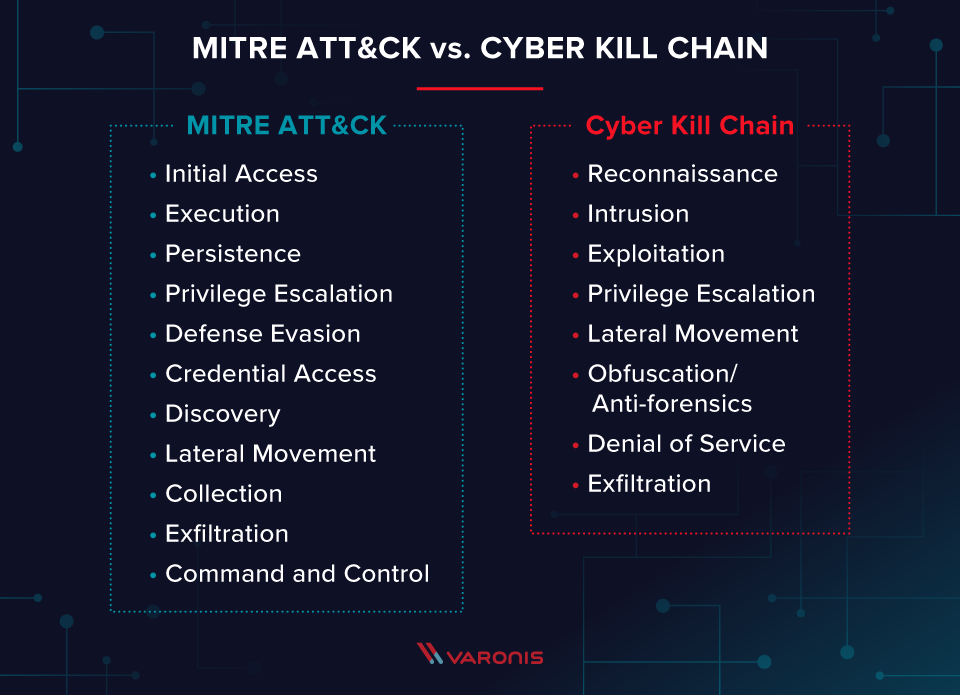 MITRE ATT&CK vs. CYBER KILL CHAIN
MITRE ATT&CK
• Initial Access
• Execution
• Persistence
• Privilege Escalation
• Defense Evasion
• Credential Access
• Discovery
• Lateral Movement
• Collection
• Exfiltration
• Command and Control
Cyber Kill Chain
• Reconnaissance
• Intrusion
• Exploitation
• Privilege Escalation
• Lateral Movement
• Obfuscation/
Anti-forensics
• Denial of Service
• Exfiltration
VARONIS